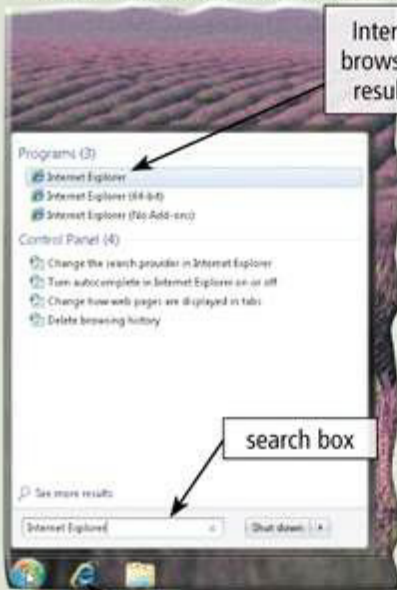 Inter
brows
resul
Programs (3)
Internet Explorer
Internet Explorer (64-bit)
Internet Explorer (No Add-ons)
Control Panel (4)
Change the search provider in Internet Explorer
Turn autocomplete in Internet Explorer on or off
Change how web pages are displayed in tabs
Delete browsing history
search box
See more results
Internet Explorer
Shut down